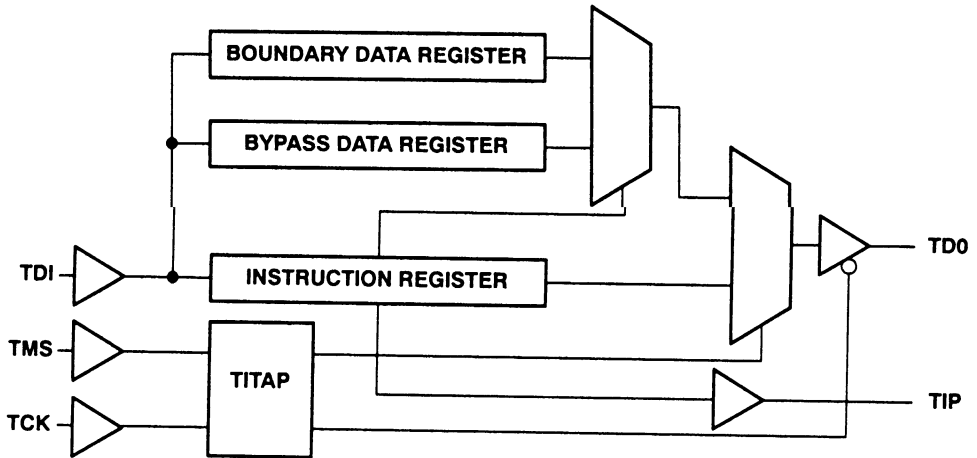 BOUNDARY DATA REGISTER
BYPASS DATA REGISTER
TDI
INSTRUCTION REGISTER
TD0
TMS
TITAP
TCK
TIP